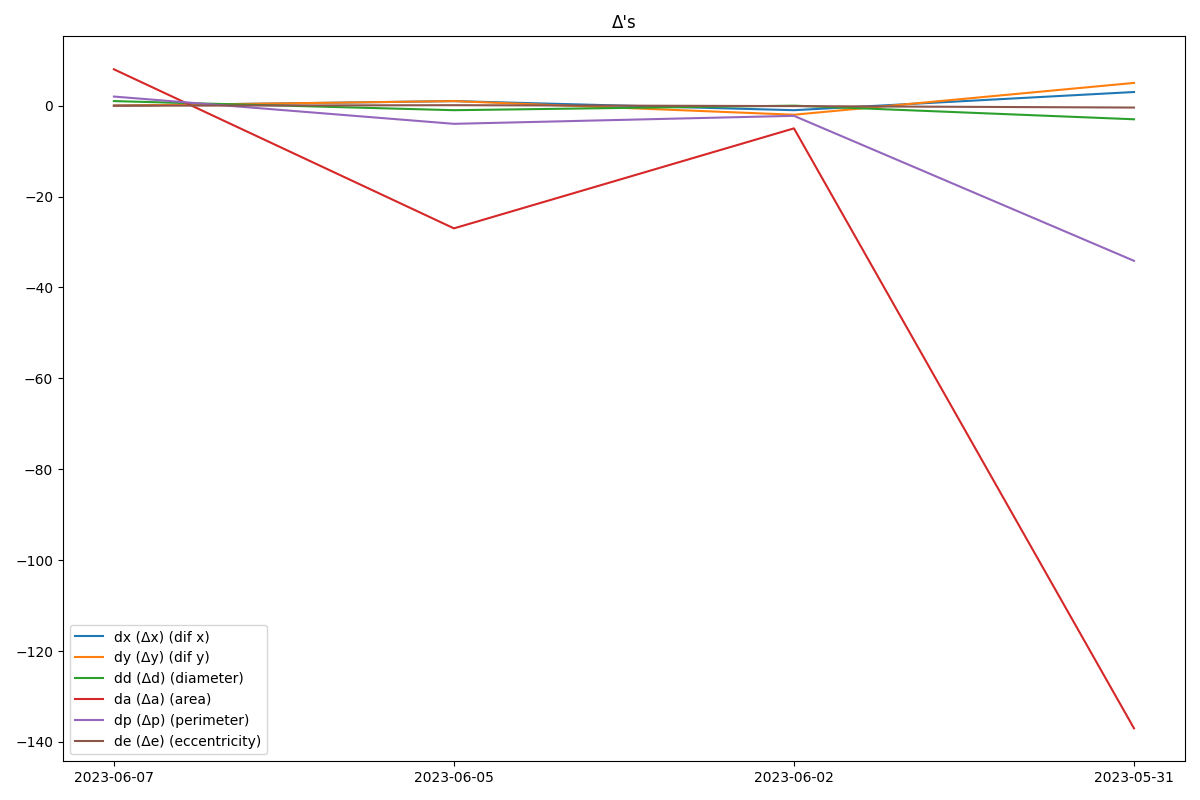 Δ's
0
−20
−40
−60
−80
−100
−120
−140
dx (Δx) (dif x)
dy (Δy) (dif y)
dd (Δd) (diameter)
da (Δa) (area)
dp (Δp) (perimeter)
de (Δe) (eccentricity)
2023-06-07 2023-06-05 2023-06-02 2023-05-31